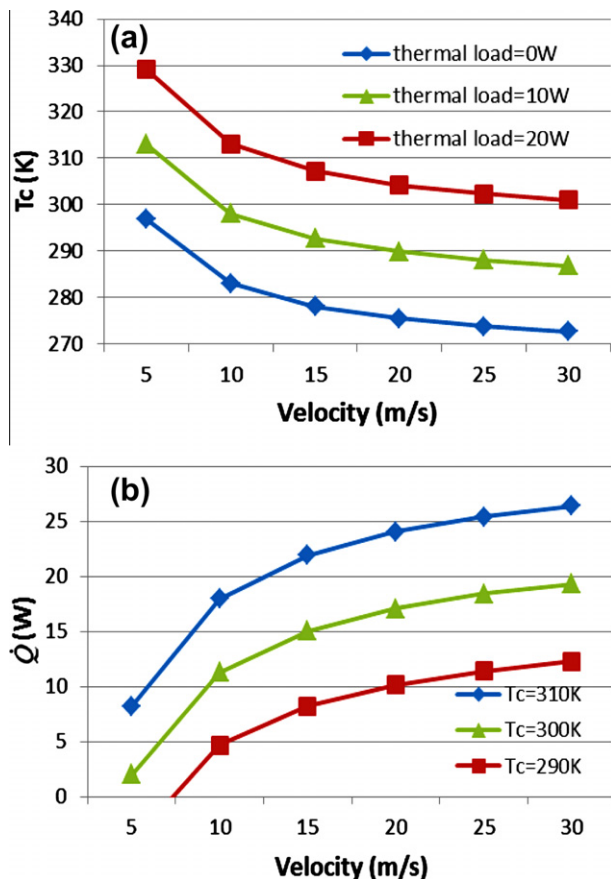 (a)
thermal load=0W
thermal load=10W
thermal load=20W
340
330
320
310
300
290
280
270
Tc (K)
5 10 15 20 25 30
Velocity (m/s)
(b)
30
25
20
15
10
5
0
Q̇ (W)
Tc=310K
Tc=300K
Tc=290K
5 10 15 20 25 30
Velocity (m/s)